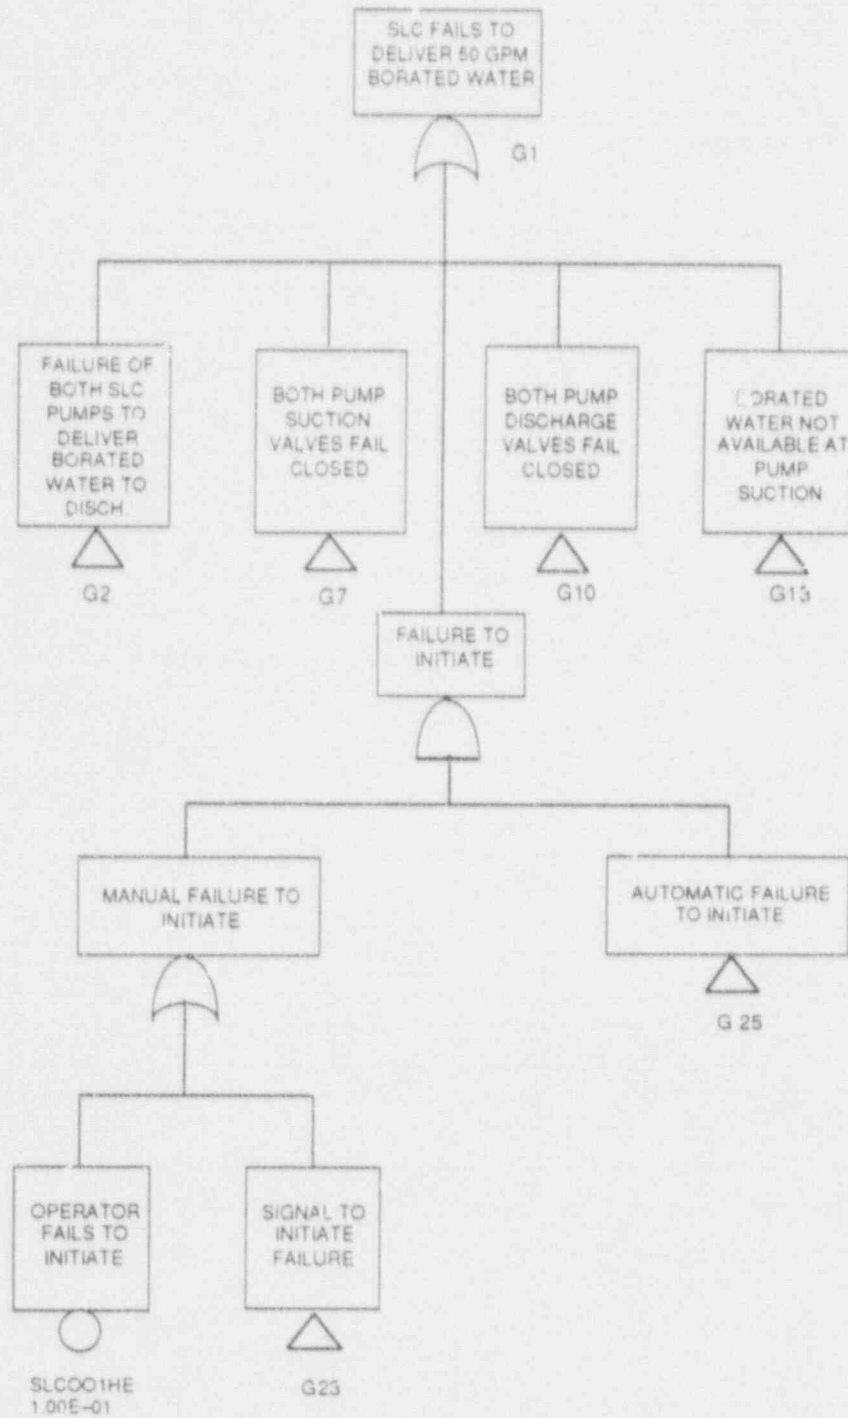 SLC FAILS TO
DELIVER 50 GPM
BORATED WATER
G1
FAILURE OF
BOTH SLC
PUMPS TO
DELIVER
BORATED
WATER TO
DISCH.
G2
BOTH PUMP
SUCTION
VALVES FAIL
CLOSED
G7
BOTH PUMP
DISCHARGE
VALVES FAIL
CLOSED
G10
BORATED
WATER NOT
AVAILABLE AT
PUMP
SUCTION
G13
FAILURE TO
INITIATE
MANUAL FAILURE TO
INITIATE
AUTOMATIC FAILURE
TO INITIATE
G 25
OPERATOR
FAILS TO
INITIATE
SLC001HE
1.00E-01
SIGNAL TO
INITIATE
FAILURE
G23